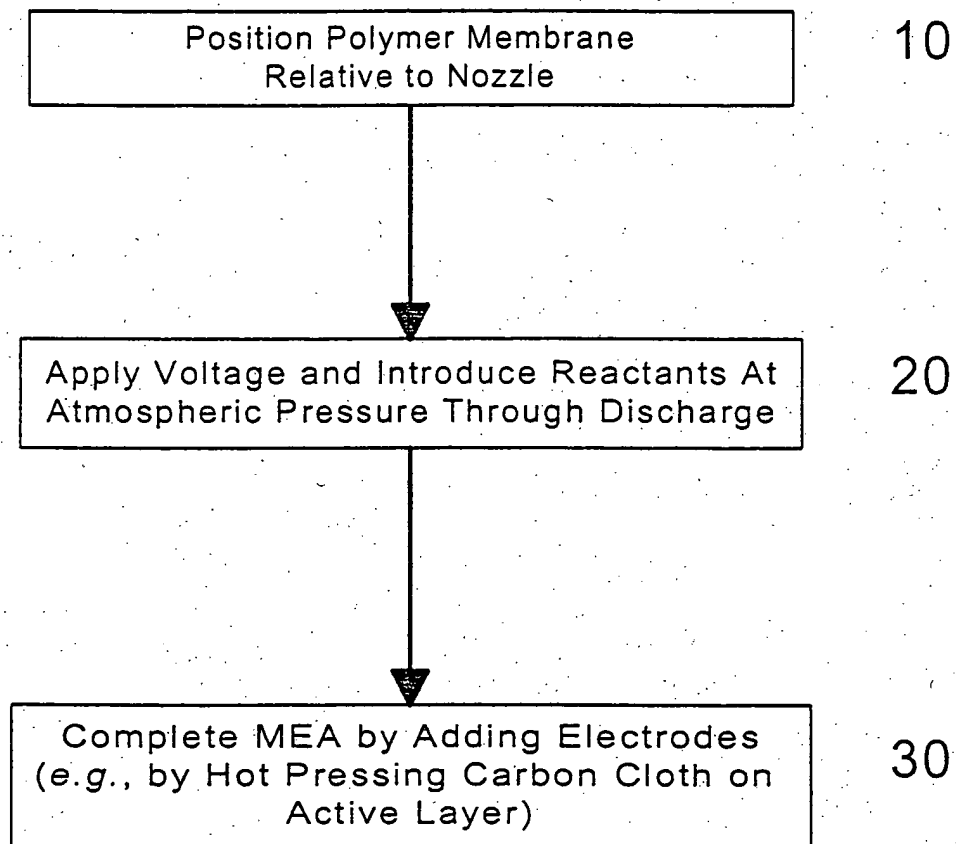 Position Polymer Membrane
Relative to Nozzle
10
Apply Voltage and Introduce Reactants At
Atmospheric Pressure Through Discharge
20
Complete MEA by Adding Electrodes
(e.g., by Hot Pressing Carbon Cloth on
Active Layer)
30